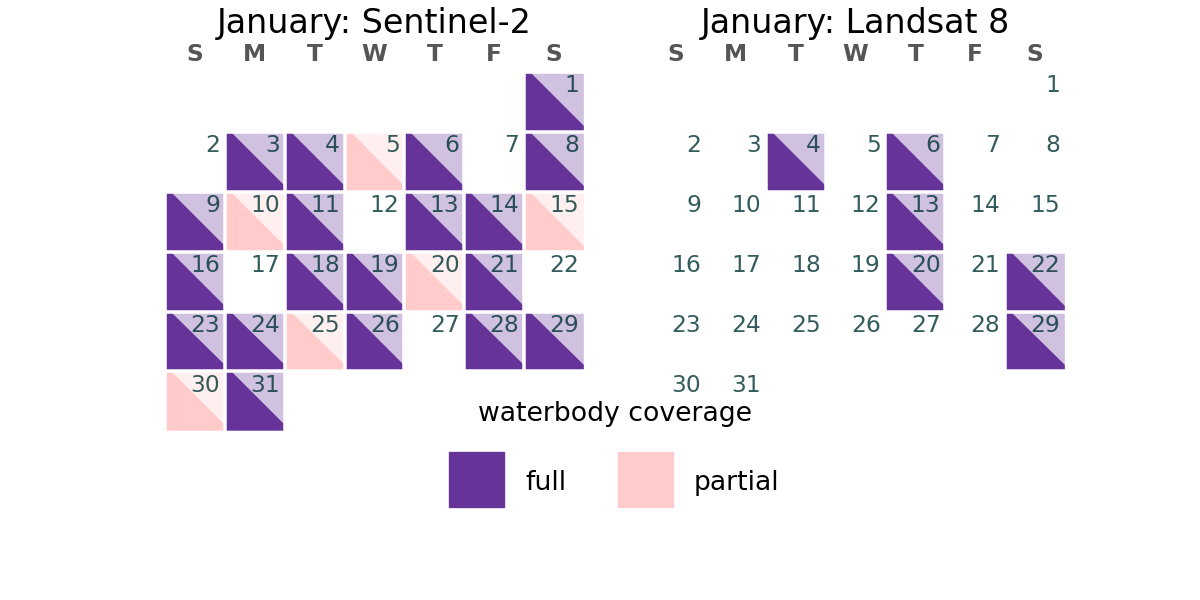 January: Sentinel-2
S M T W T F S
1
2 3 4 5 6 7 8
9 10 11 12 13 14 15
16 17 18 19 20 21 22
23 24 25 26 27 28 29
30 31
January: Landsat 8
S M T W T F S
1
2 3 4 5 6 7 8
9 10 11 12 13 14 15
16 17 18 19 20 21 22
23 24 25 26 27 28 29
30 31
waterbody coverage
full partial